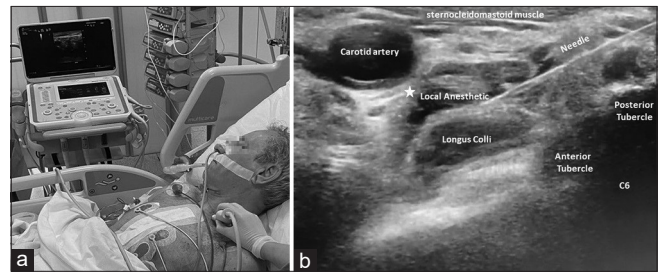 a
sternocleidomastoid muscle
Carotid artery
Needle
Local Anesthetic
Posterior
Tubercle
Longus Colli
Anterior
Tubercle
C6
b